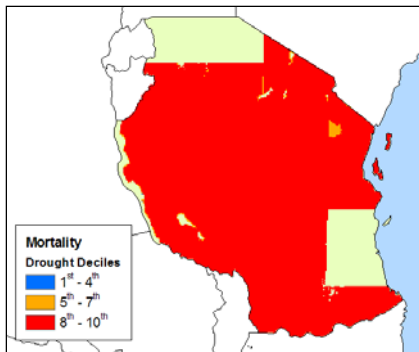 Mortality
Drought Deciles
1st - 4th
5th - 7th
8th - 10th